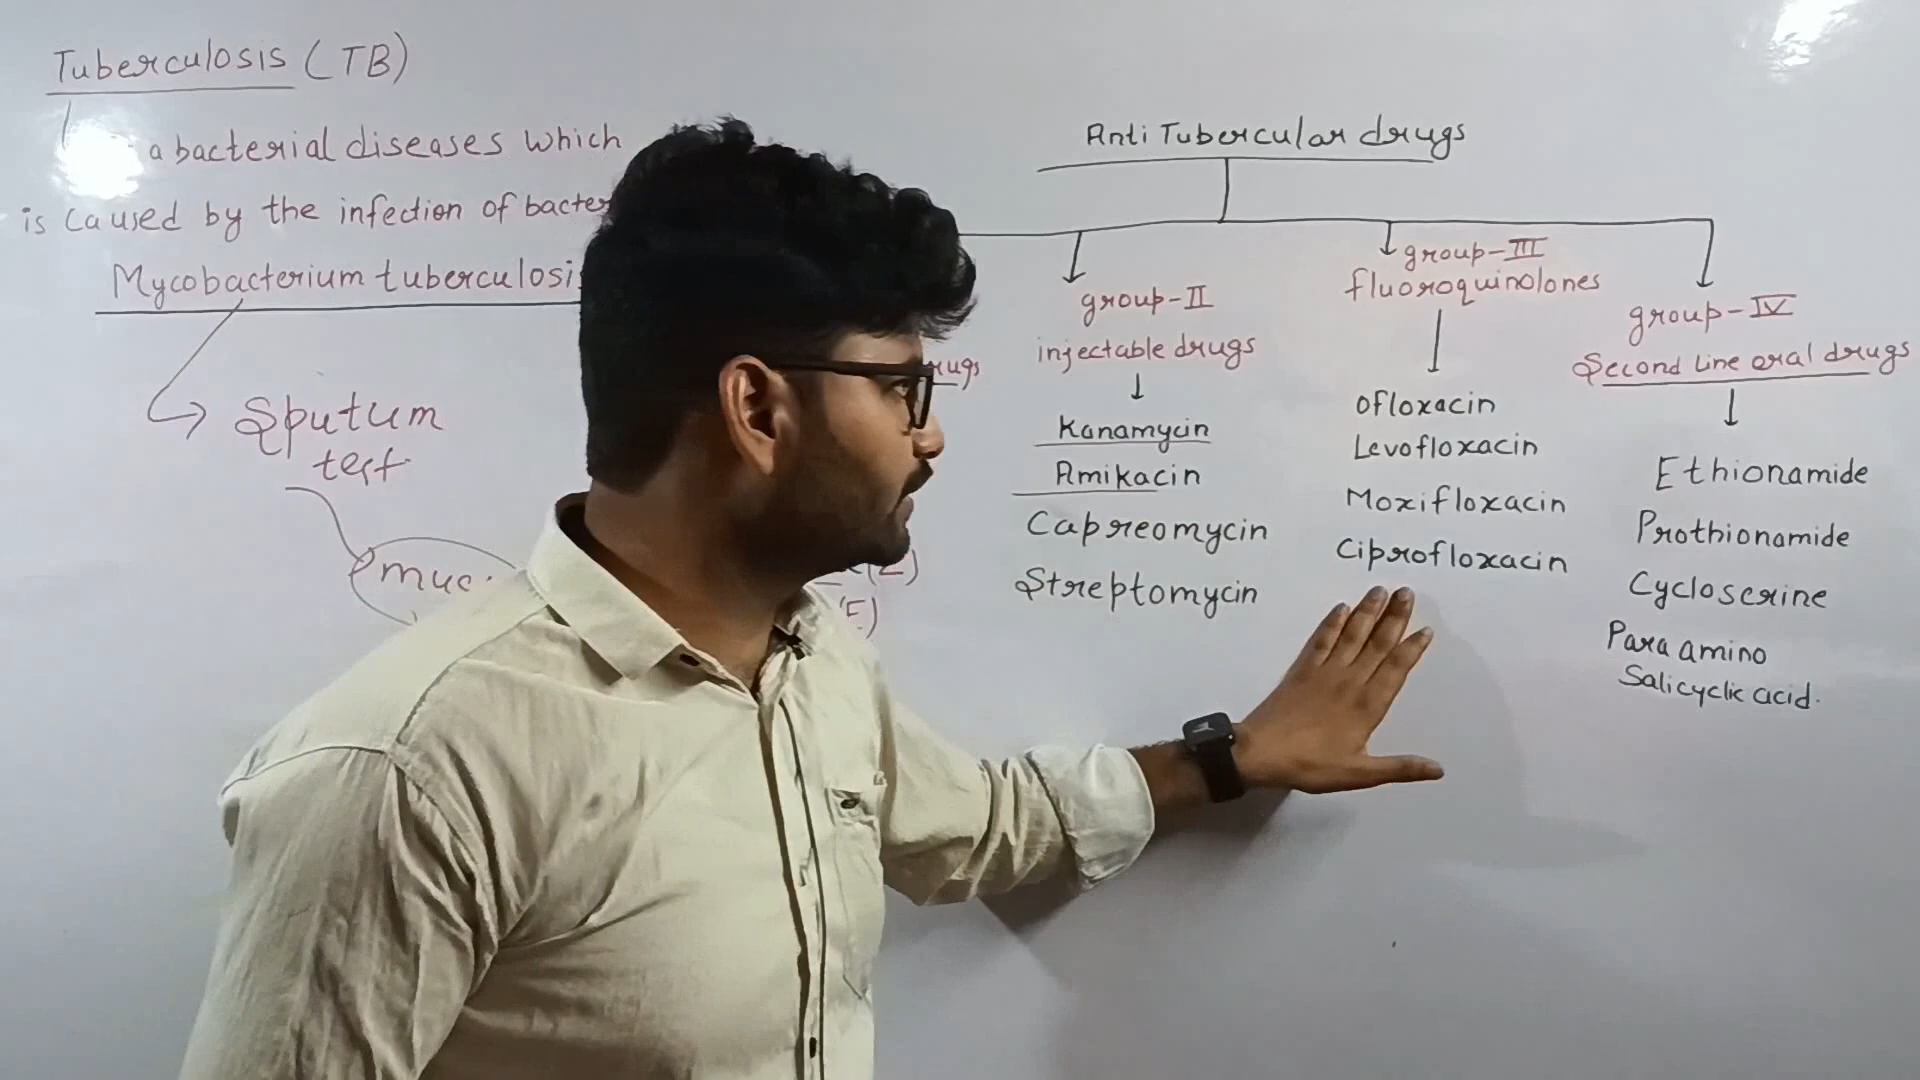 Tuberculosis (TB)
a bacterial diseases which
is caused by the infection of
Mycobacterium
Sputum
test
Anti Tubercular drugs
group-II
injectable drugs
Kanamycin
Amikacin
Capreomycin
Streptomycin
group-III
fluoroquinolones
Ofloxacin
Levofloxacin
Moxifloxacin
Ciprofloxacin
group-IV
Second Line oral drugs
Ethionamide
Prothionamide
Cycloserine
Para amino
Salicyclic acid.